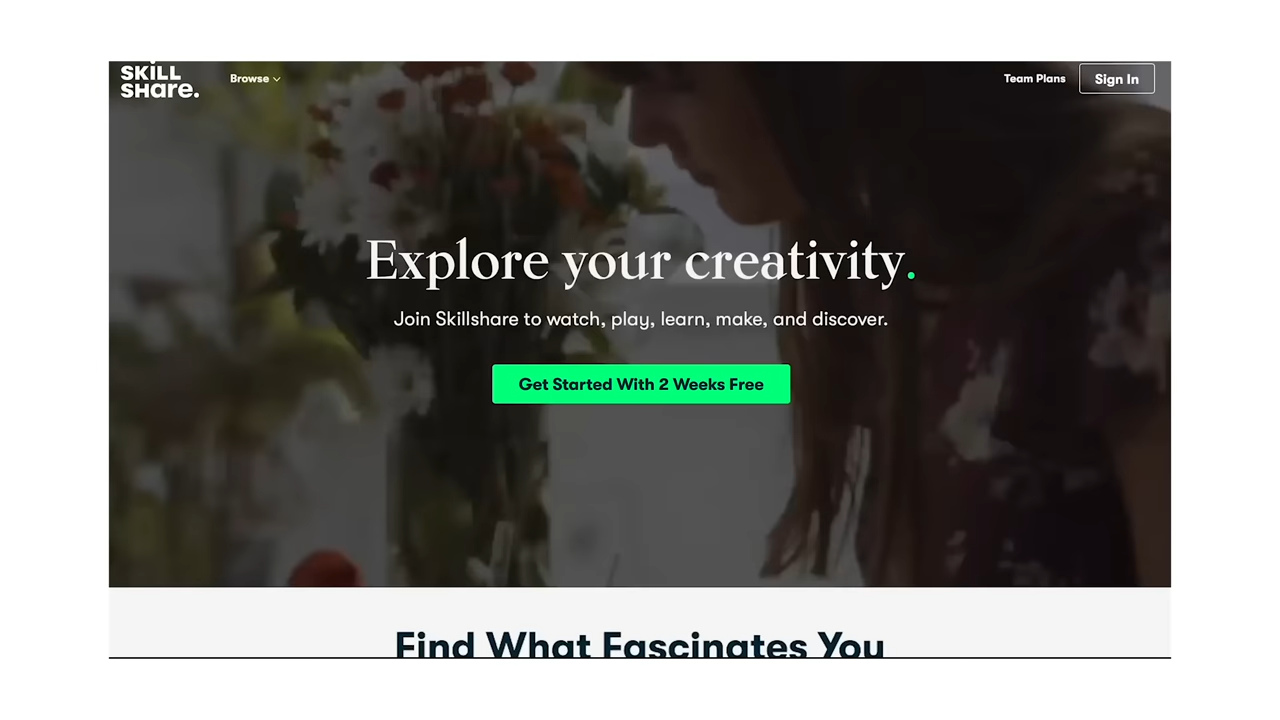 SKiLL
SHare.
Browse
Team Plans
Sign In
Explore your creativity.
Join Skillshare to watch, play, learn, make, and discover.
Get Started With 2 Weeks Free
Find What Fascinates You